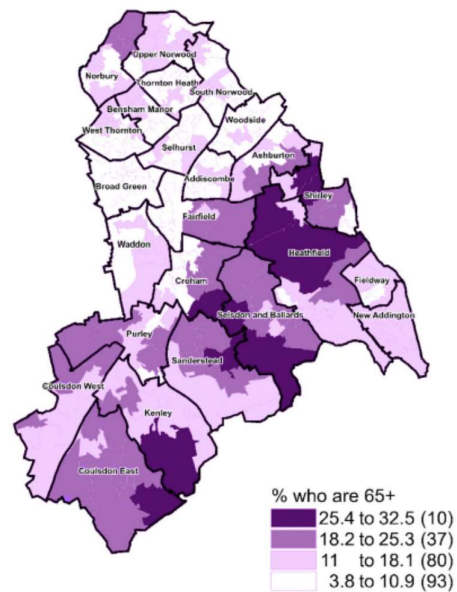 Upper Norwood
Norbury
Thornton Heath
South Norwood
Bensham Manor
Woodside
West Thornton
Selhurst
Ashburton
Addiscombe
Broad Green
Shirley
Fairfield
Waddon
Heathfield
Croham
Fieldway
Selsdon and Ballards
New Addington
Purley
Sanderstead
Coulsdon West
Kenley
Coulsdon East
% who are 65+
25.4 to 32.5 (10)
18.2 to 25.3 (37)
11 to 18.1 (80)
3.8 to 10.9 (93)